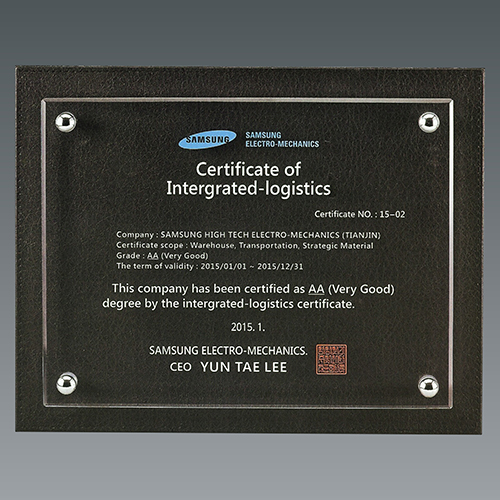 SAMSUNG
SAMSUNG
ELECTRO-MECHANICS
Certificate of
Intergrated-logistics
Certificate NO. : 15-02
Company : SAMSUNG HIGH TECH ELECTRO-MECHANICS (TIANJIN)
Certificate scope : Warehouse, Transportation, Strategic Material
Grade : AA (Very Good)
The term of validity : 2015/01/01 ~ 2015/12/31
This company has been certified as AA (Very Good)
degree by the intergrated-logistics certificate.
2015. 1.
SAMSUNG ELECTRO-MECHANICS.
CEO YUN TAE LEE